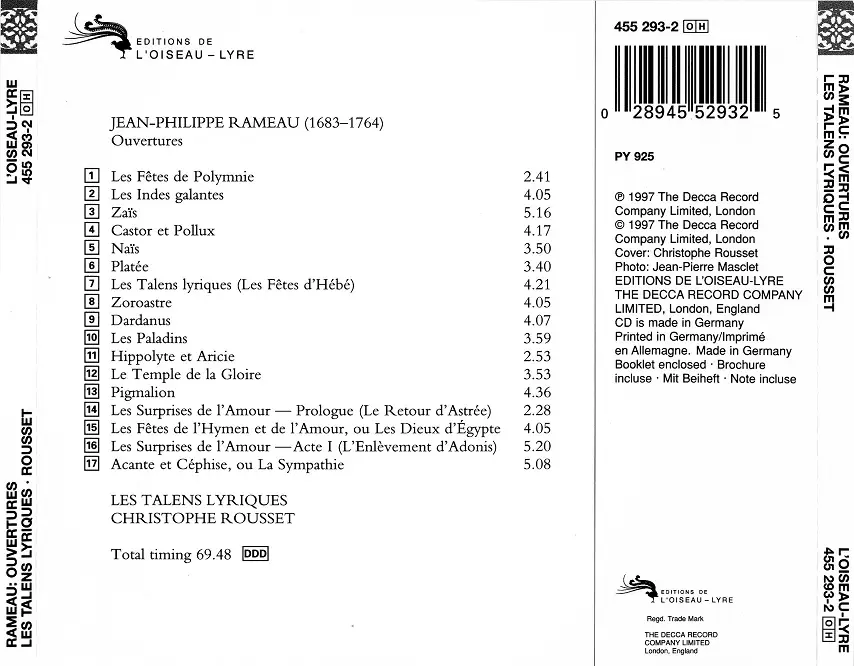 L'OISEAU-LYRE
455 293-2 OH
RAMEAU: OUVERTURES
LES TALENS LYRIQUES · ROUSSET
EDITIONS DE
L'OISEAU – LYRE
JEAN-PHILIPPE RAMEAU (1683–1764)
Ouvertures
1 Les Fêtes de Polymnie 2.41
2 Les Indes galantes 4.05
3 Zaïs 5.16
4 Castor et Pollux 4.17
5 Naïs 3.50
6 Platée 3.40
7 Les Talens lyriques (Les Fêtes d'Hébé) 4.21
8 Zoroastre 4.05
9 Dardanus 4.07
10 Les Paladins 3.59
11 Hippolyte et Aricie 2.53
12 Le Temple de la Gloire 3.53
13 Pigmalion 4.36
14 Les Surprises de l'Amour — Prologue (Le Retour d'Astrée) 2.28
15 Les Fêtes de l'Hymen et de l'Amour, ou Les Dieux d'Égypte 4.05
16 Les Surprises de l'Amour —Acte I (L'Enlèvement d'Adonis) 5.20
17 Acante et Céphise, ou La Sympathie 5.08
LES TALENS LYRIQUES
CHRISTOPHE ROUSSET
Total timing 69.48 DDD
455 293-2 OH
0 28945 52932 5
PY 925
℗ 1997 The Decca Record
Company Limited, London
© 1997 The Decca Record
Company Limited, London
Cover: Christophe Rousset
Photo: Jean-Pierre Masclet
EDITIONS DE L'OISEAU-LYRE
THE DECCA RECORD COMPANY
LIMITED, London, England
CD is made in Germany
Printed in Germany/Imprimé
en Allemagne. Made in Germany
Booklet enclosed · Brochure
incluse · Mit Beiheft · Note incluse
EDITIONS DE
L'OISEAU – LYRE
Regd. Trade Mark
THE DECCA RECORD
COMPANY LIMITED
London, England
RAMEAU: OUVERTURES
LES TALENS LYRIQUES · ROUSSET
L'OISEAU-LYRE
455 293-2 OH